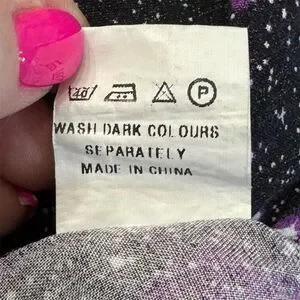 P
WASH DARK COLOURS
SEPARATELY
MADE IN CHINA